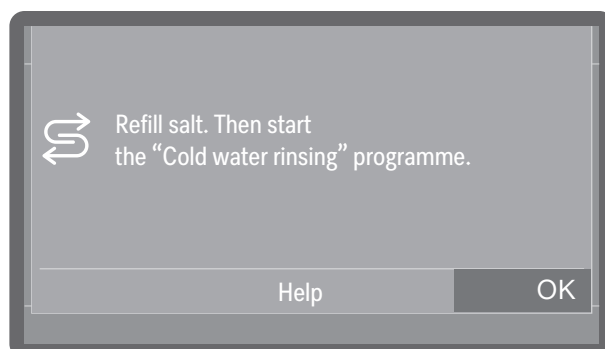 Refill salt. Then start
the “Cold water rinsing” programme.
Help
OK